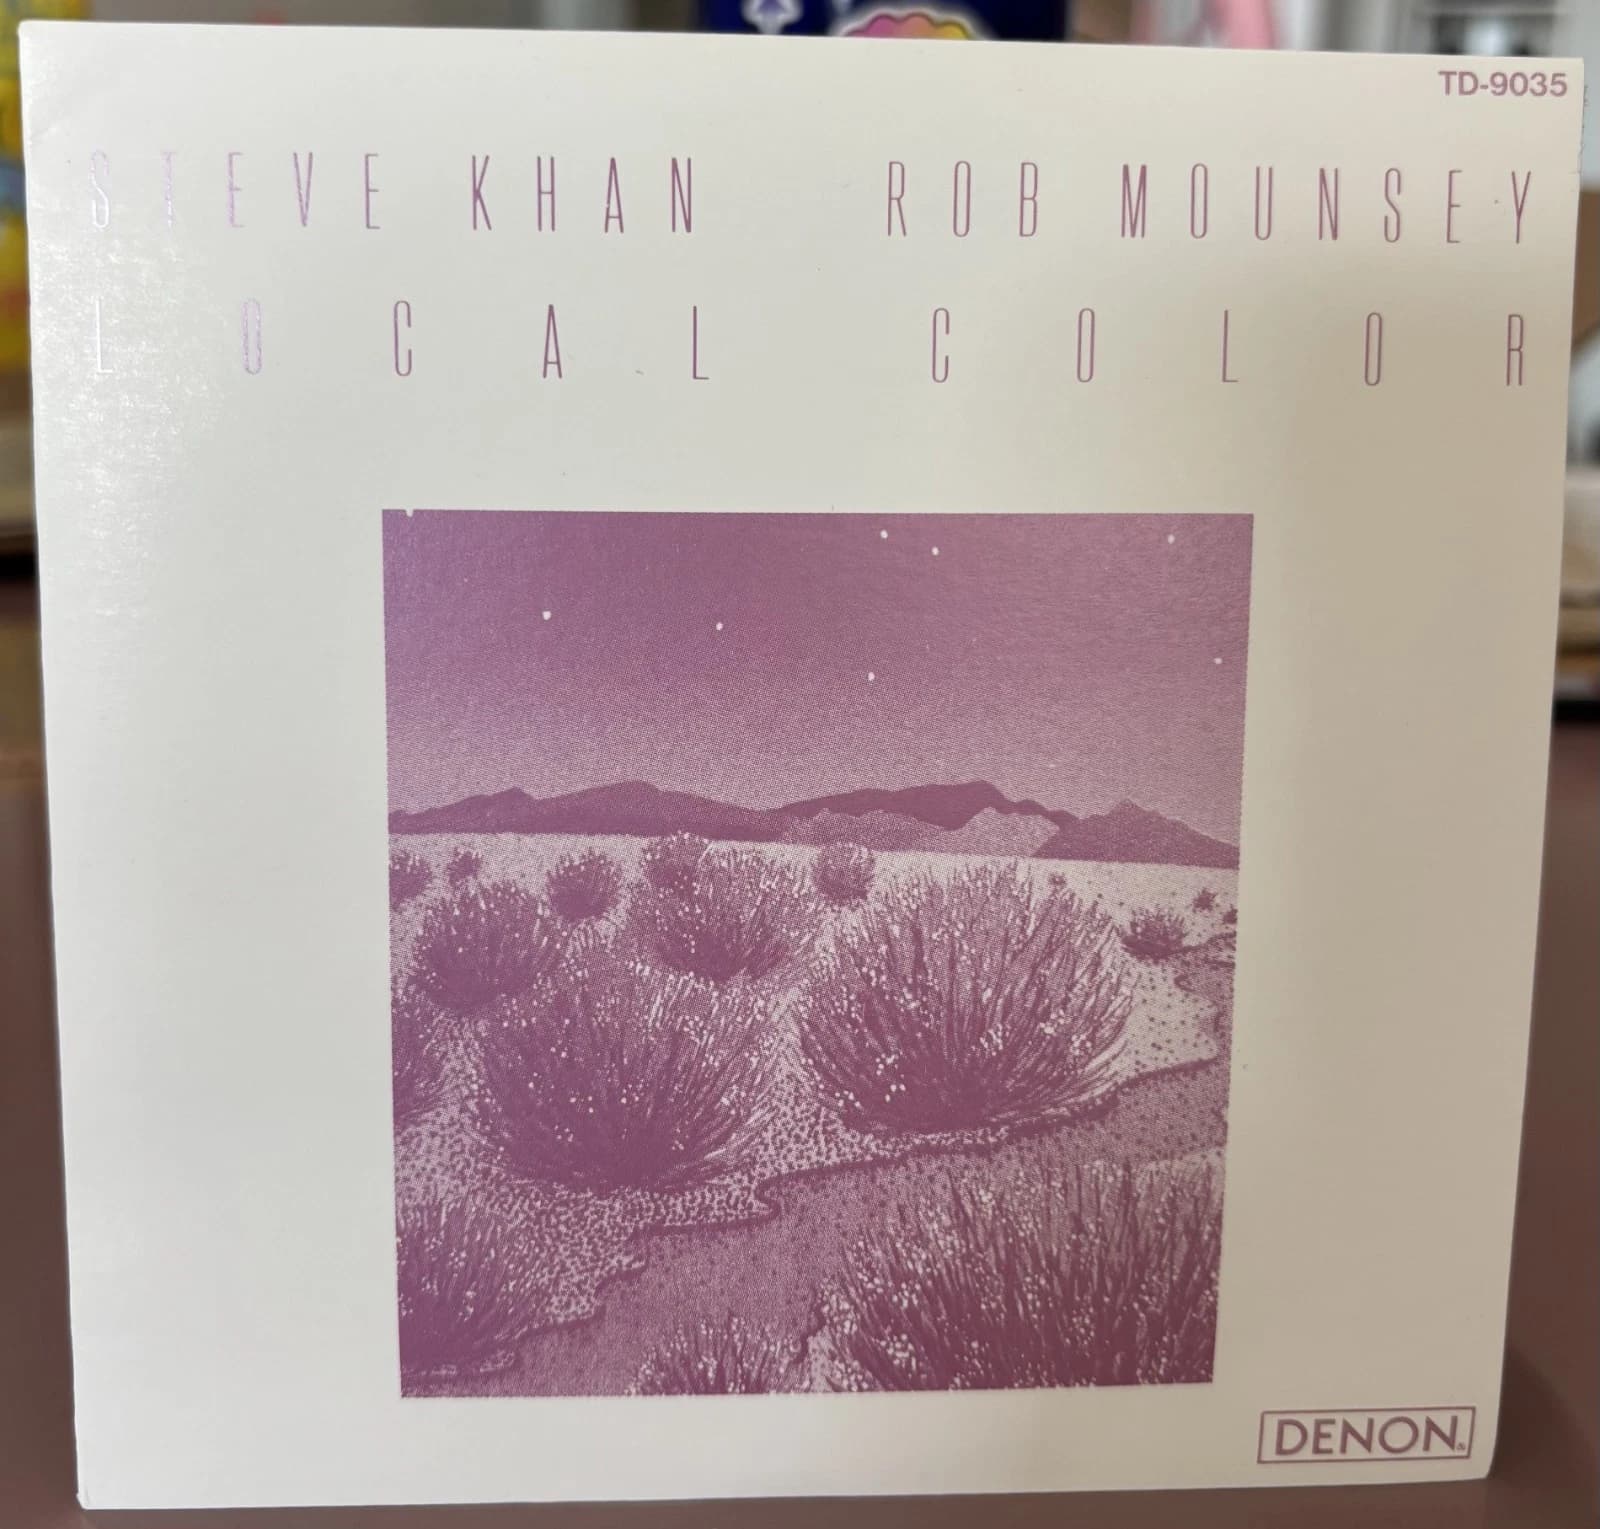 TD-9035
STEVE KHAN ROB MOUNSEY
LOCAL COLOR
DENON